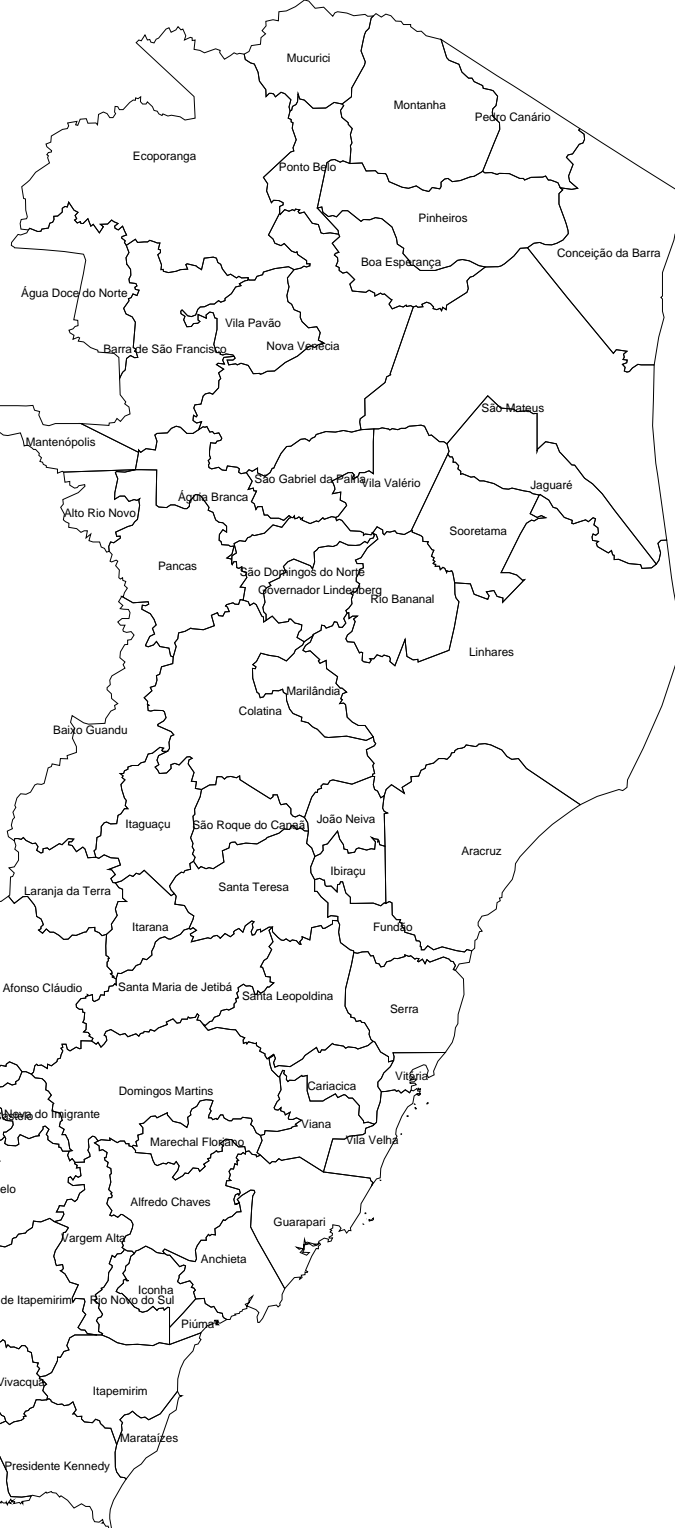 Mucurici
Montanha
Pedro Canário
Ecoporanga
Ponto Belo
Pinheiros
Conceição da Barra
Boa Esperança
Água Doce do Norte
Vila Pavão
Barra de São Francisco
Nova Venécia
São Mateus
Mantenópolis
São Gabriel da Palha
Vila Valério
Jaguaré
Águia Branca
Alto Rio Novo
Sooretama
Pancas
São Domingos do Norte
Governador Lindenberg
Rio Bananal
Linhares
Marilândia
Colatina
Baixo Guandu
Itaguaçu
São Roque do Canaã
João Neiva
Aracruz
Ibiraçu
Laranja da Terra
Santa Teresa
Itarana
Fundão
Afonso Cláudio
Santa Maria de Jetibá
Santa Leopoldina
Serra
Vitória
Cariacica
Domingos Martins
Nova do Imigrante
Viana
Marechal Floriano
Vila Velha
elo
Alfredo Chaves
Guarapari
Vargem Alta
Anchieta
Iconha
de Itapemirim
Rio Novo do Sul
Piúma
Vivacqua
Itapemirim
Marataízes
Presidente Kennedy